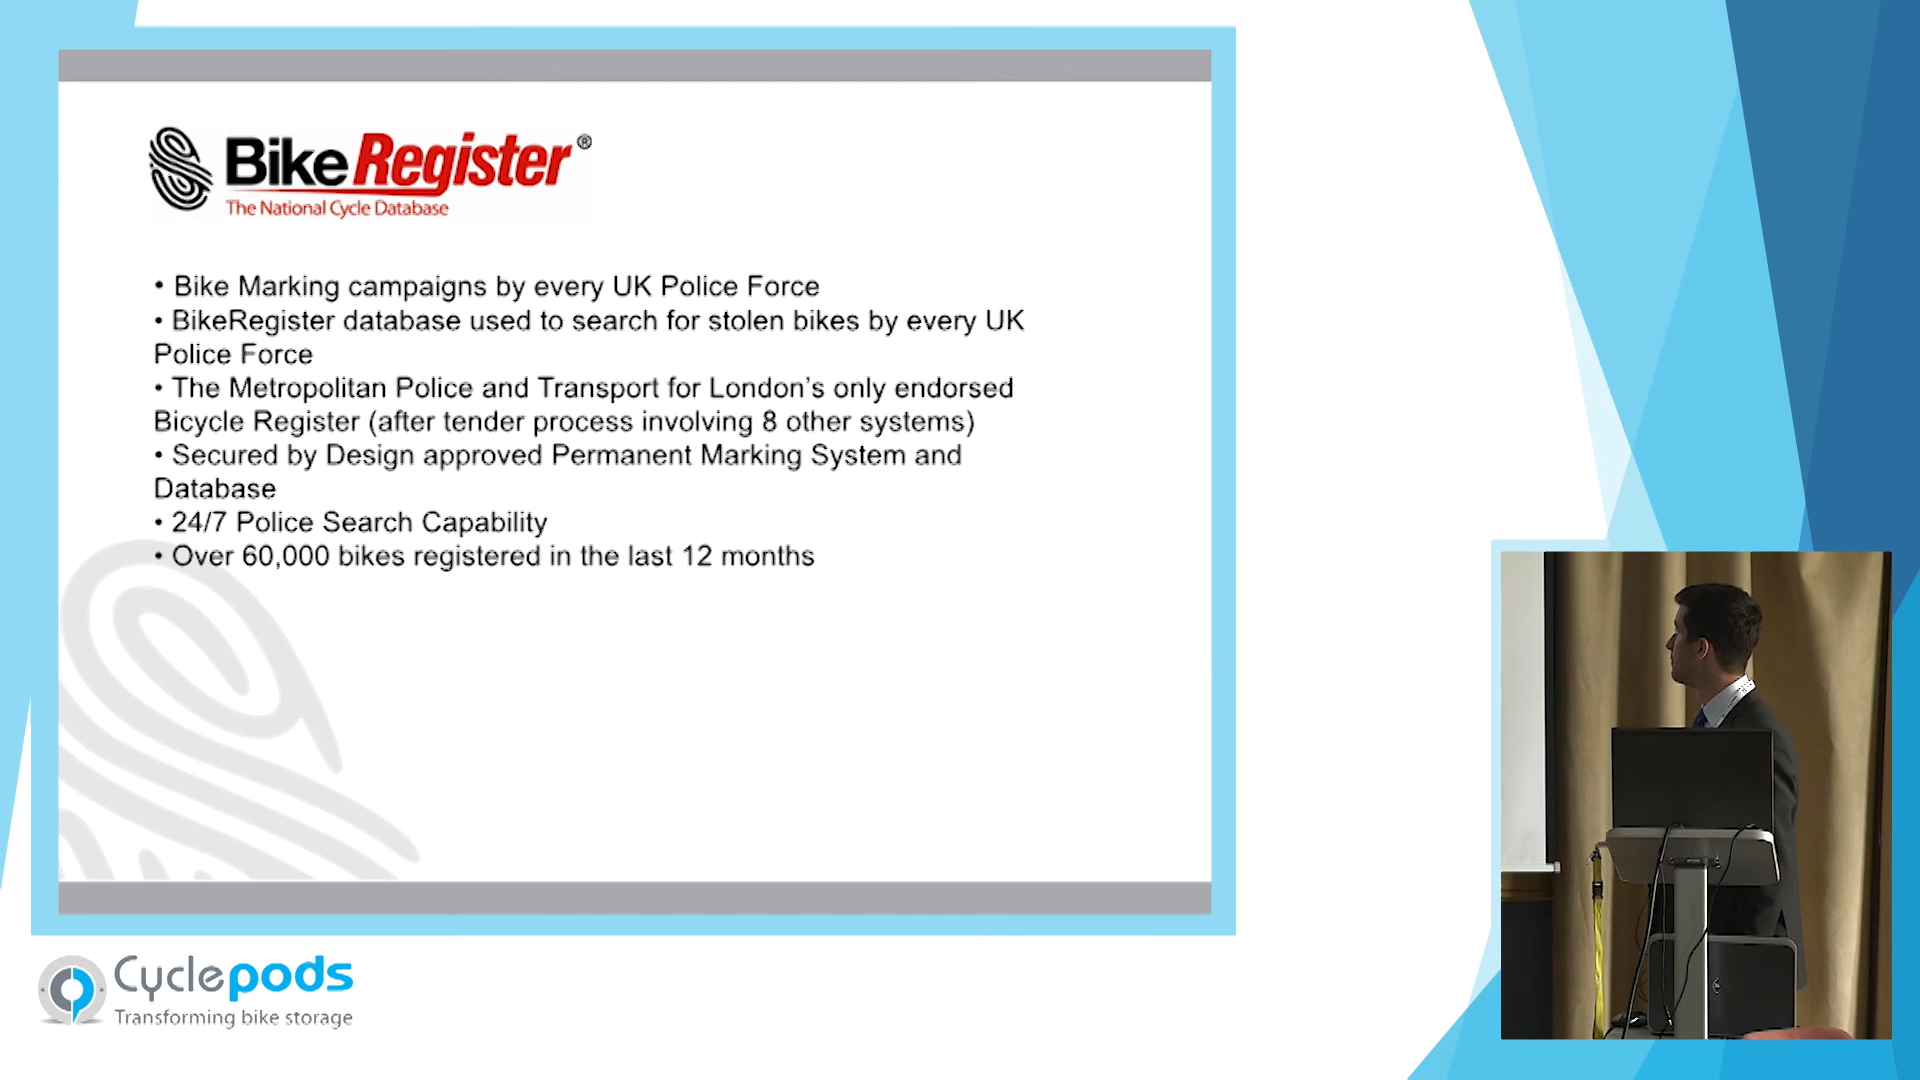 BikeRegister®
The National Cycle Database
• Bike Marking campaigns by every UK Police Force
• BikeRegister database used to search for stolen bikes by every UK
Police Force
• The Metropolitan Police and Transport for London's only endorsed
Bicycle Register (after tender process involving 8 other systems)
• Secured by Design approved Permanent Marking System and
Database
• 24/7 Police Search Capability
• Over 60,000 bikes registered in the last 12 months
Cyclepods
Transforming bike storage